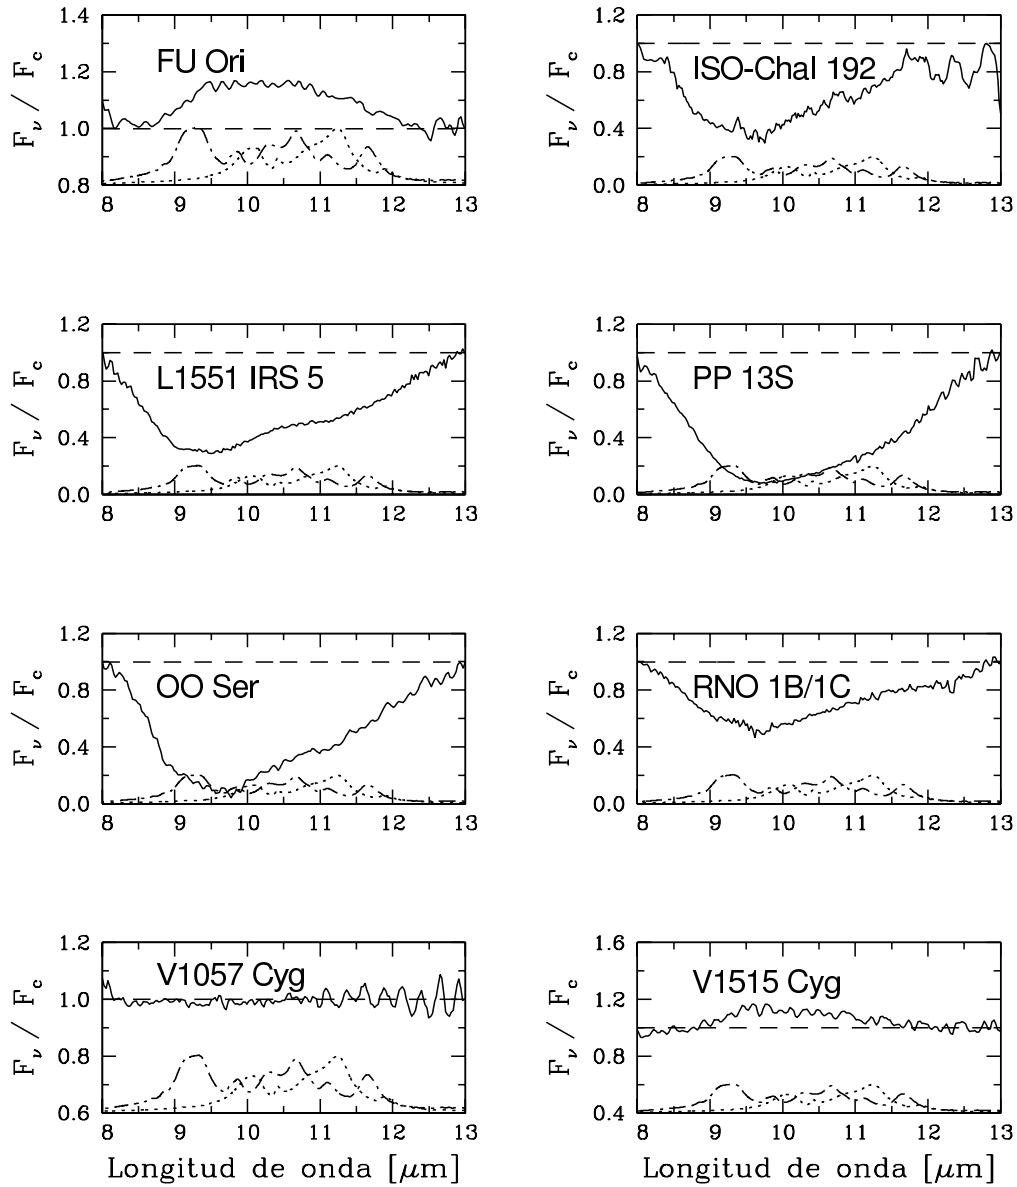 1.4
1.2
1.0
0.8
F_ν / F_c
FU Ori
8 9 10 11 12 13
1.2
0.8
0.4
0.0
F_ν / F_c
ISO-ChaI 192
8 9 10 11 12 13
1.2
0.8
0.4
0.0
F_ν / F_c
L1551 IRS 5
8 9 10 11 12 13
1.2
0.8
0.4
0.0
F_ν / F_c
PP 13S
8 9 10 11 12 13
1.2
0.8
0.4
0.0
F_ν / F_c
OO Ser
8 9 10 11 12 13
1.2
0.8
0.4
0.0
F_ν / F_c
RNO 1B/1C
8 9 10 11 12 13
1.2
1.0
0.8
0.6
F_ν / F_c
V1057 Cyg
8 9 10 11 12 13
Longitud de onda [μm]
1.6
1.2
0.8
0.4
F_ν / F_c
V1515 Cyg
8 9 10 11 12 13
Longitud de onda [μm]